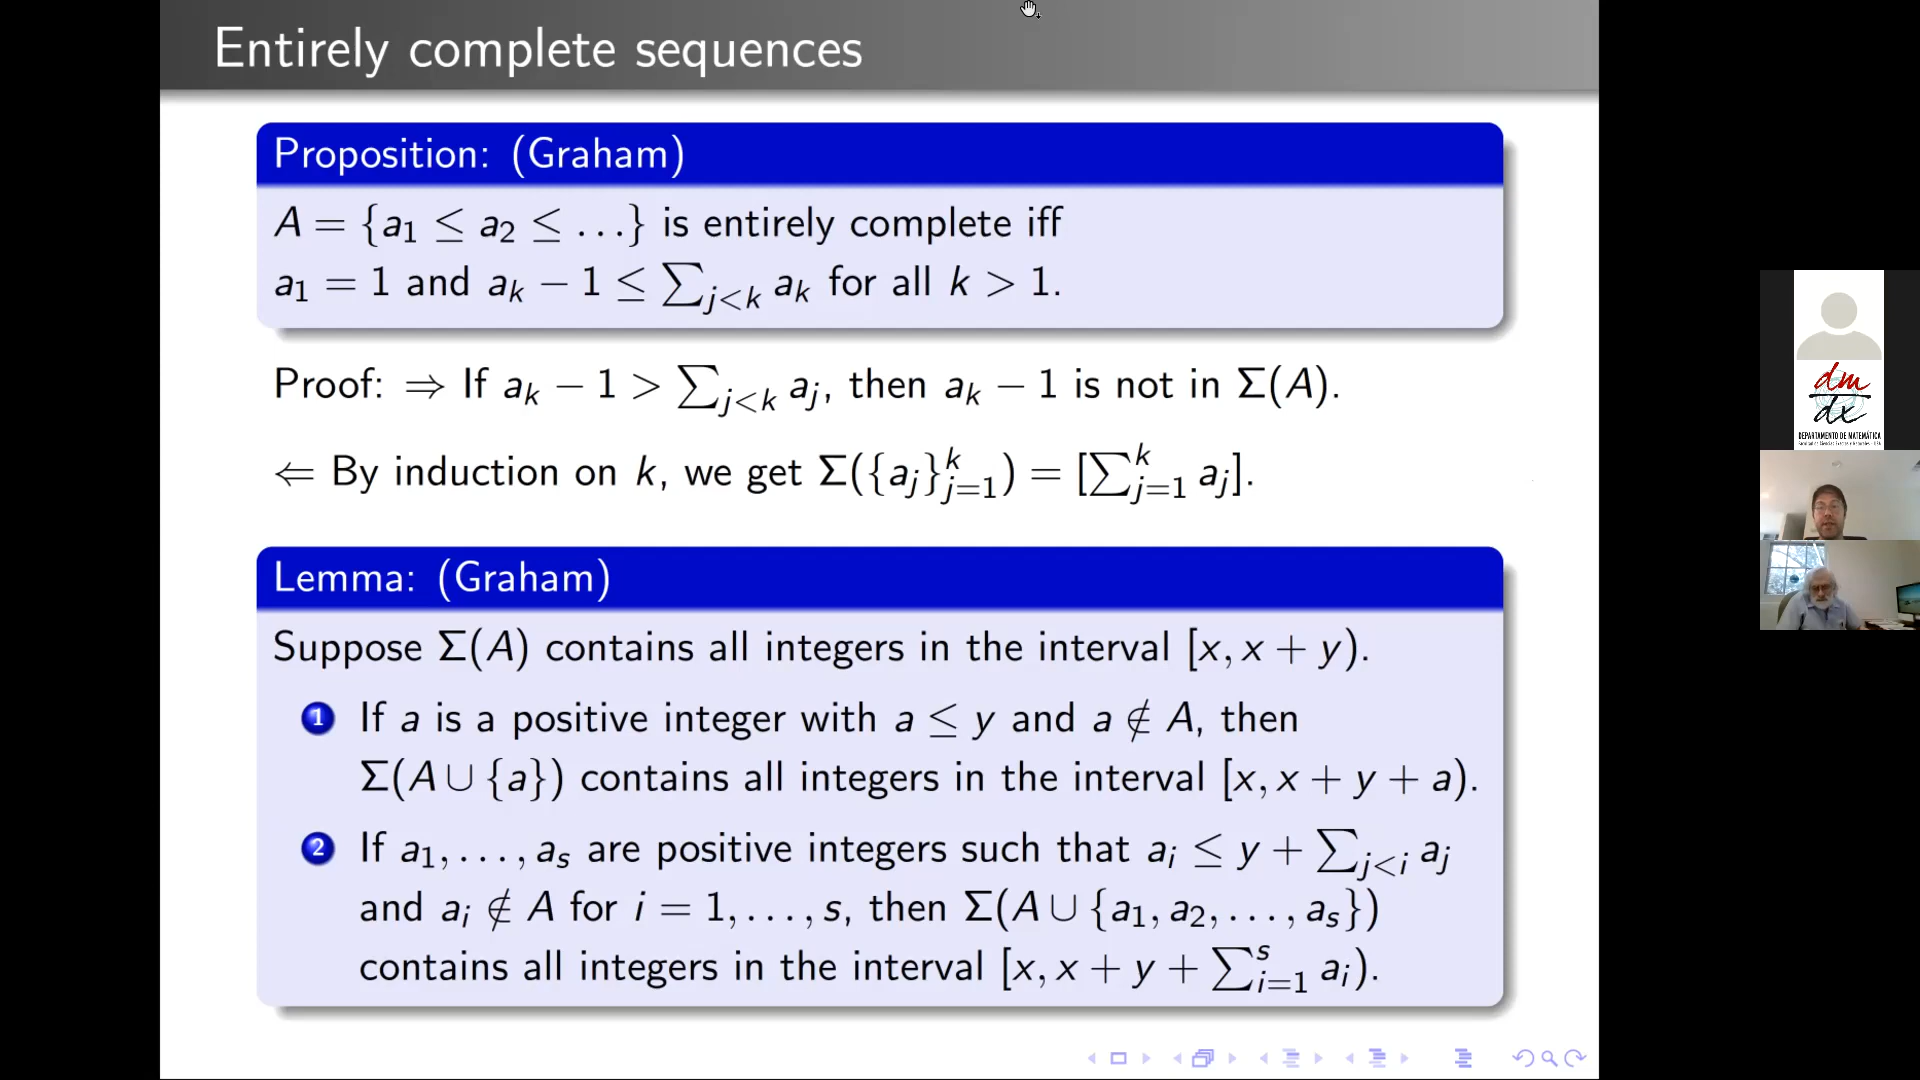 Entirely complete sequences
Proposition: (Graham)
A = {a₁ ≤ a₂ ≤ …} is entirely complete iff
a₁ = 1 and aₖ − 1 ≤ ∑_{j<k} aₖ for all k > 1.
Proof: ⇒ If aₖ − 1 > ∑_{j<k} aⱼ, then aₖ − 1 is not in Σ(A).
⇐ By induction on k, we get Σ({aⱼ}_{j=1}^{k}) = [∑_{j=1}^{k} aⱼ].
Lemma: (Graham)
Suppose Σ(A) contains all integers in the interval [x, x + y).
1 If a is a positive integer with a ≤ y and a ∉ A, then
Σ(A ∪ {a}) contains all integers in the interval [x, x + y + a).
2 If a₁, …, aₛ are positive integers such that aᵢ ≤ y + ∑_{j<i} aⱼ
and aᵢ ∉ A for i = 1, …, s, then Σ(A ∪ {a₁, a₂, …, aₛ})
contains all integers in the interval [x, x + y + ∑_{i=1}^{s} aᵢ).
dm
dx
DEPARTAMENTO DE MATEMÁTICA